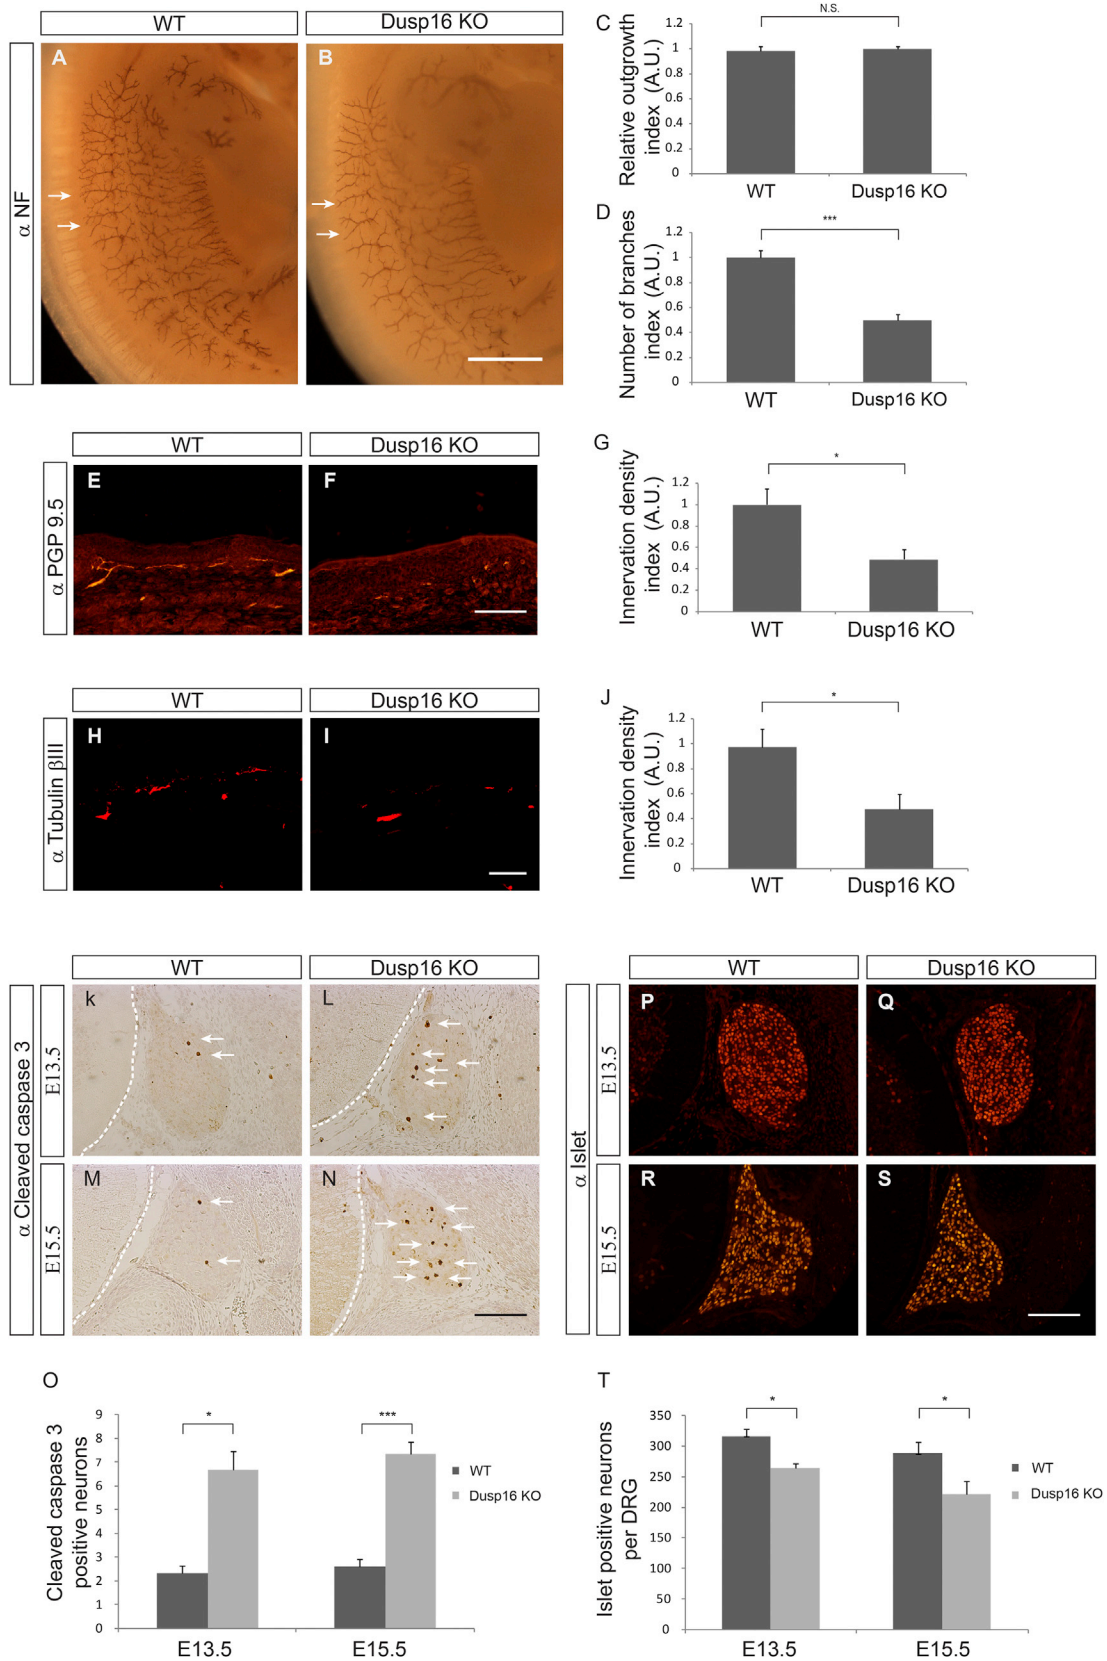 WT
Dusp16 KO
α NF
A
B
C
Relative outgrowth
index (A.U.)
N.S.
1.2
1
0.8
0.6
0.4
0.2
0
WT
Dusp16 KO
D
Number of branches
index (A.U.)
***
1.2
1
0.8
0.6
0.4
0.2
0
WT
Dusp16 KO
WT
Dusp16 KO
α PGP 9.5
E
F
G
Innervation density
index (A.U.)
*
1.2
1
0.8
0.6
0.4
0.2
0
WT
Dusp16 KO
WT
Dusp16 KO
α Tubulin βIII
H
I
J
Innervation density
index (A.U.)
*
1.2
1
0.8
0.6
0.4
0.2
0
WT
Dusp16 KO
WT
Dusp16 KO
α Cleaved caspase 3
E13.5
k
L
E15.5
M
N
WT
Dusp16 KO
α Islet
E13.5
P
Q
E15.5
R
S
O
Cleaved caspase 3
positive neurons
9
8
7
6
5
4
3
2
1
0
*
***
WT
Dusp16 KO
E13.5
E15.5
T
Islet positive neurons
per DRG
350
300
250
200
150
100
50
0
*
*
WT
Dusp16 KO
E13.5
E15.5